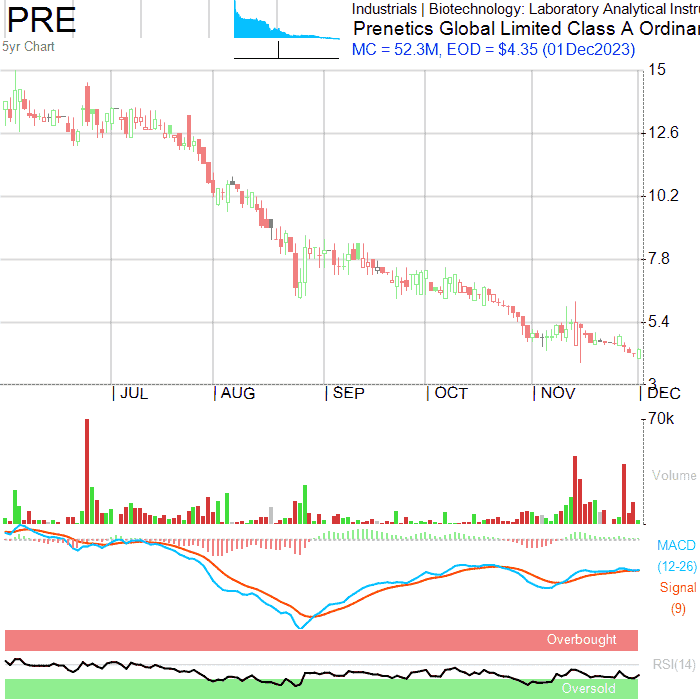 PRE
5yr Chart
Industrials | Biotechnology: Laboratory Analytical Instru
Prenetics Global Limited Class A Ordinar
MC = 52.3M, EOD = $4.35 (01Dec2023)
15
12.6
10.2
7.8
5.4
3
| JUL | AUG | SEP | OCT | NOV | DEC
70k
Volume
MACD
(12-26)
Signal
(9)
Overbought
RSI(14)
Oversold